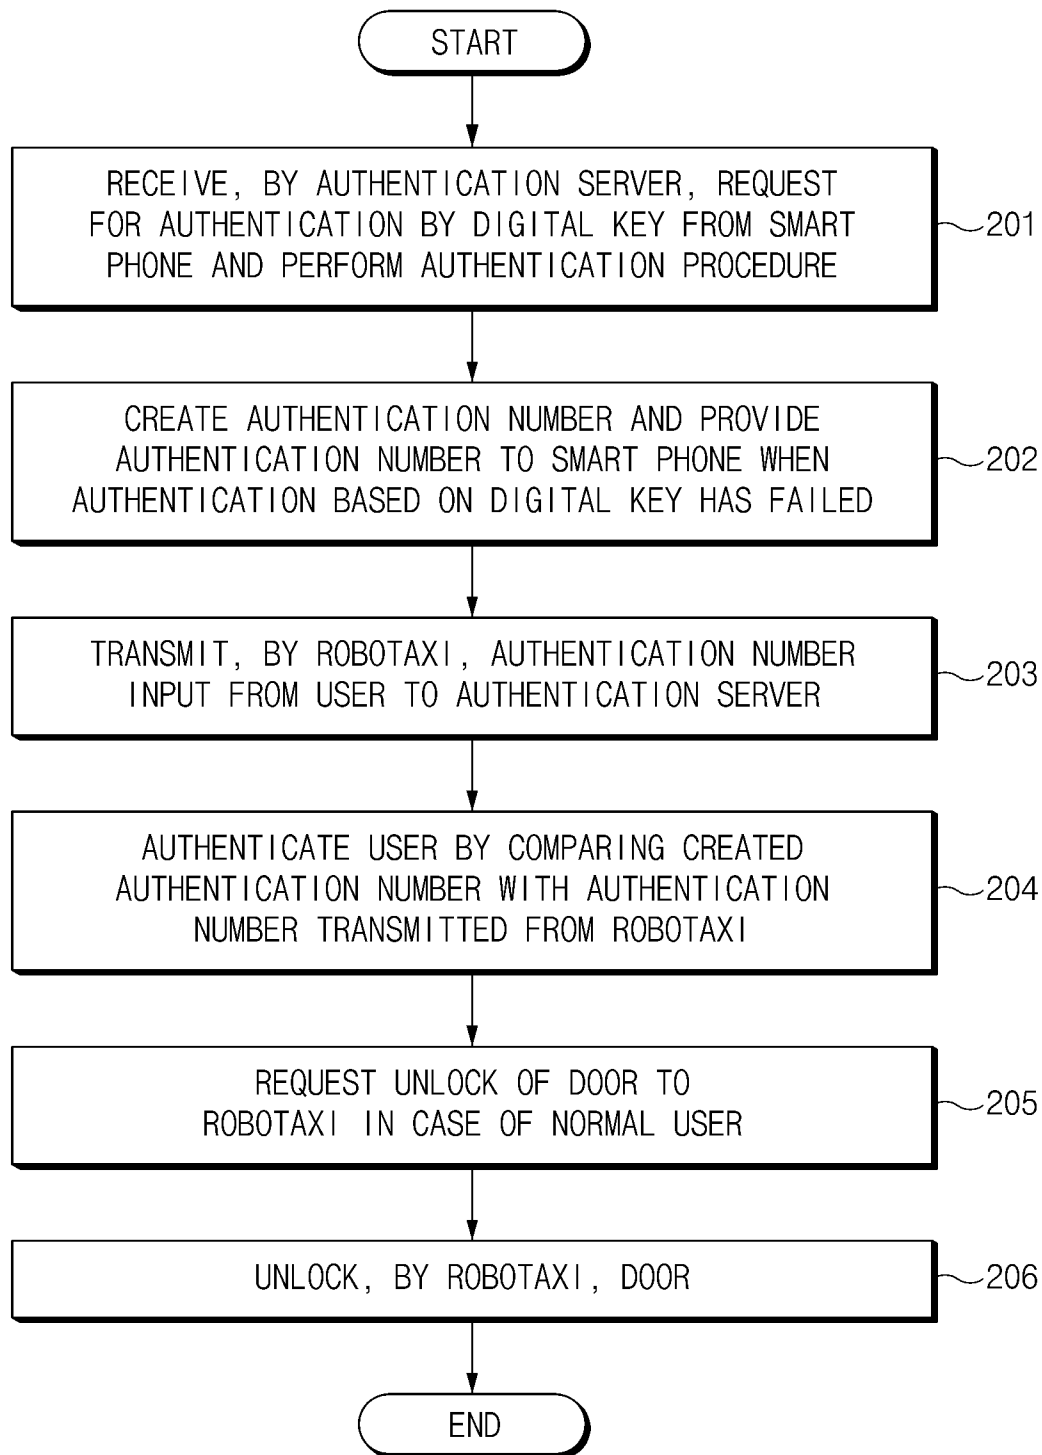 START
RECEIVE, BY AUTHENTICATION SERVER, REQUEST
FOR AUTHENTICATION BY DIGITAL KEY FROM SMART
PHONE AND PERFORM AUTHENTICATION PROCEDURE
201
CREATE AUTHENTICATION NUMBER AND PROVIDE
AUTHENTICATION NUMBER TO SMART PHONE WHEN
AUTHENTICATION BASED ON DIGITAL KEY HAS FAILED
202
TRANSMIT, BY ROBOTAXI, AUTHENTICATION NUMBER
INPUT FROM USER TO AUTHENTICATION SERVER
203
AUTHENTICATE USER BY COMPARING CREATED
AUTHENTICATION NUMBER WITH AUTHENTICATION
NUMBER TRANSMITTED FROM ROBOTAXI
204
REQUEST UNLOCK OF DOOR TO
ROBOTAXI IN CASE OF NORMAL USER
205
UNLOCK, BY ROBOTAXI, DOOR
206
END